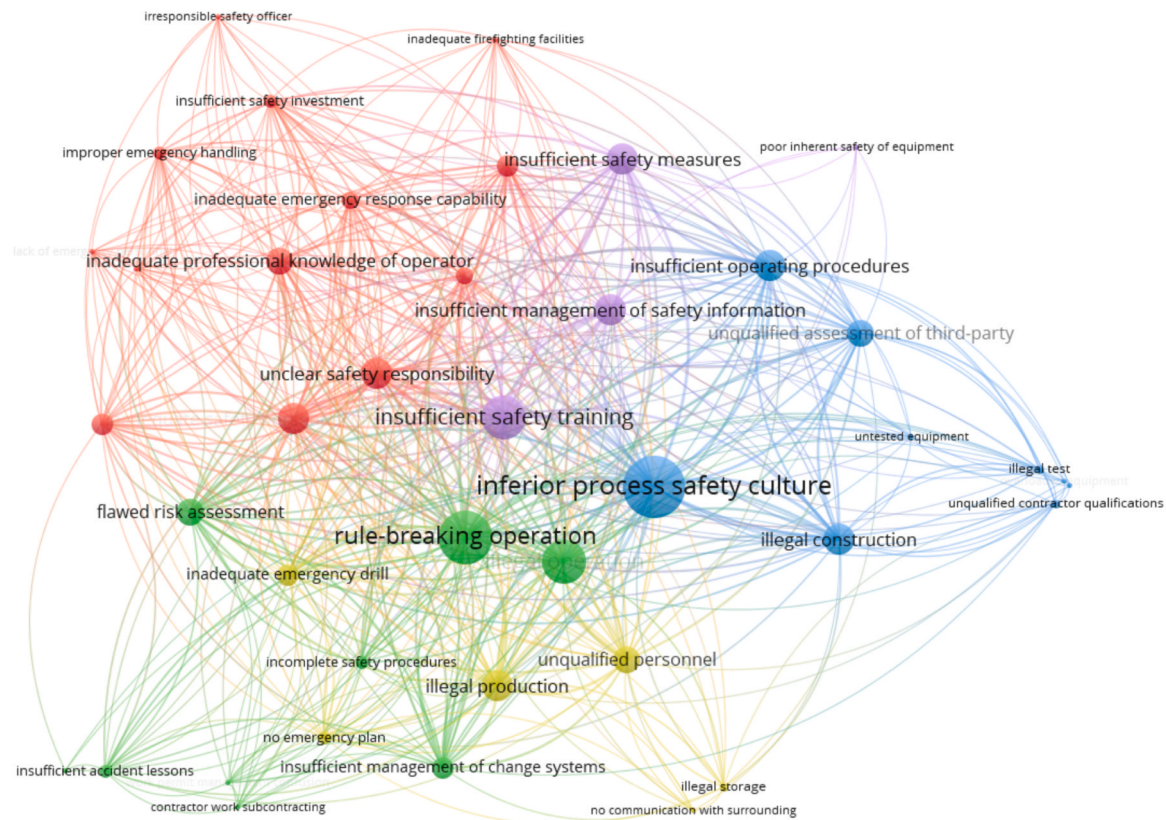 irresponsible safety officer
inadequate firefighting facilities
insufficient safety investment
improper emergency handling
poor inherent safety of equipment
insufficient safety measures
inadequate emergency response capability
lack of emerg
inadequate professional knowledge of operator
insufficient operating procedures
insufficient management of safety information
unqualified assessment of third-party
unclear safety responsibility
insufficient safety training
untested equipment
illegal test
equipment
inferior process safety culture
unqualified contractor qualifications
flawed risk assessment
rule-breaking operation
illegal construction
operation
inadequate emergency drill
incomplete safety procedures
unqualified personnel
illegal production
no emergency plan
insufficient accident lessons
insufficient management of change systems
illegal storage
contractor work subcontracting
no communication with surrounding